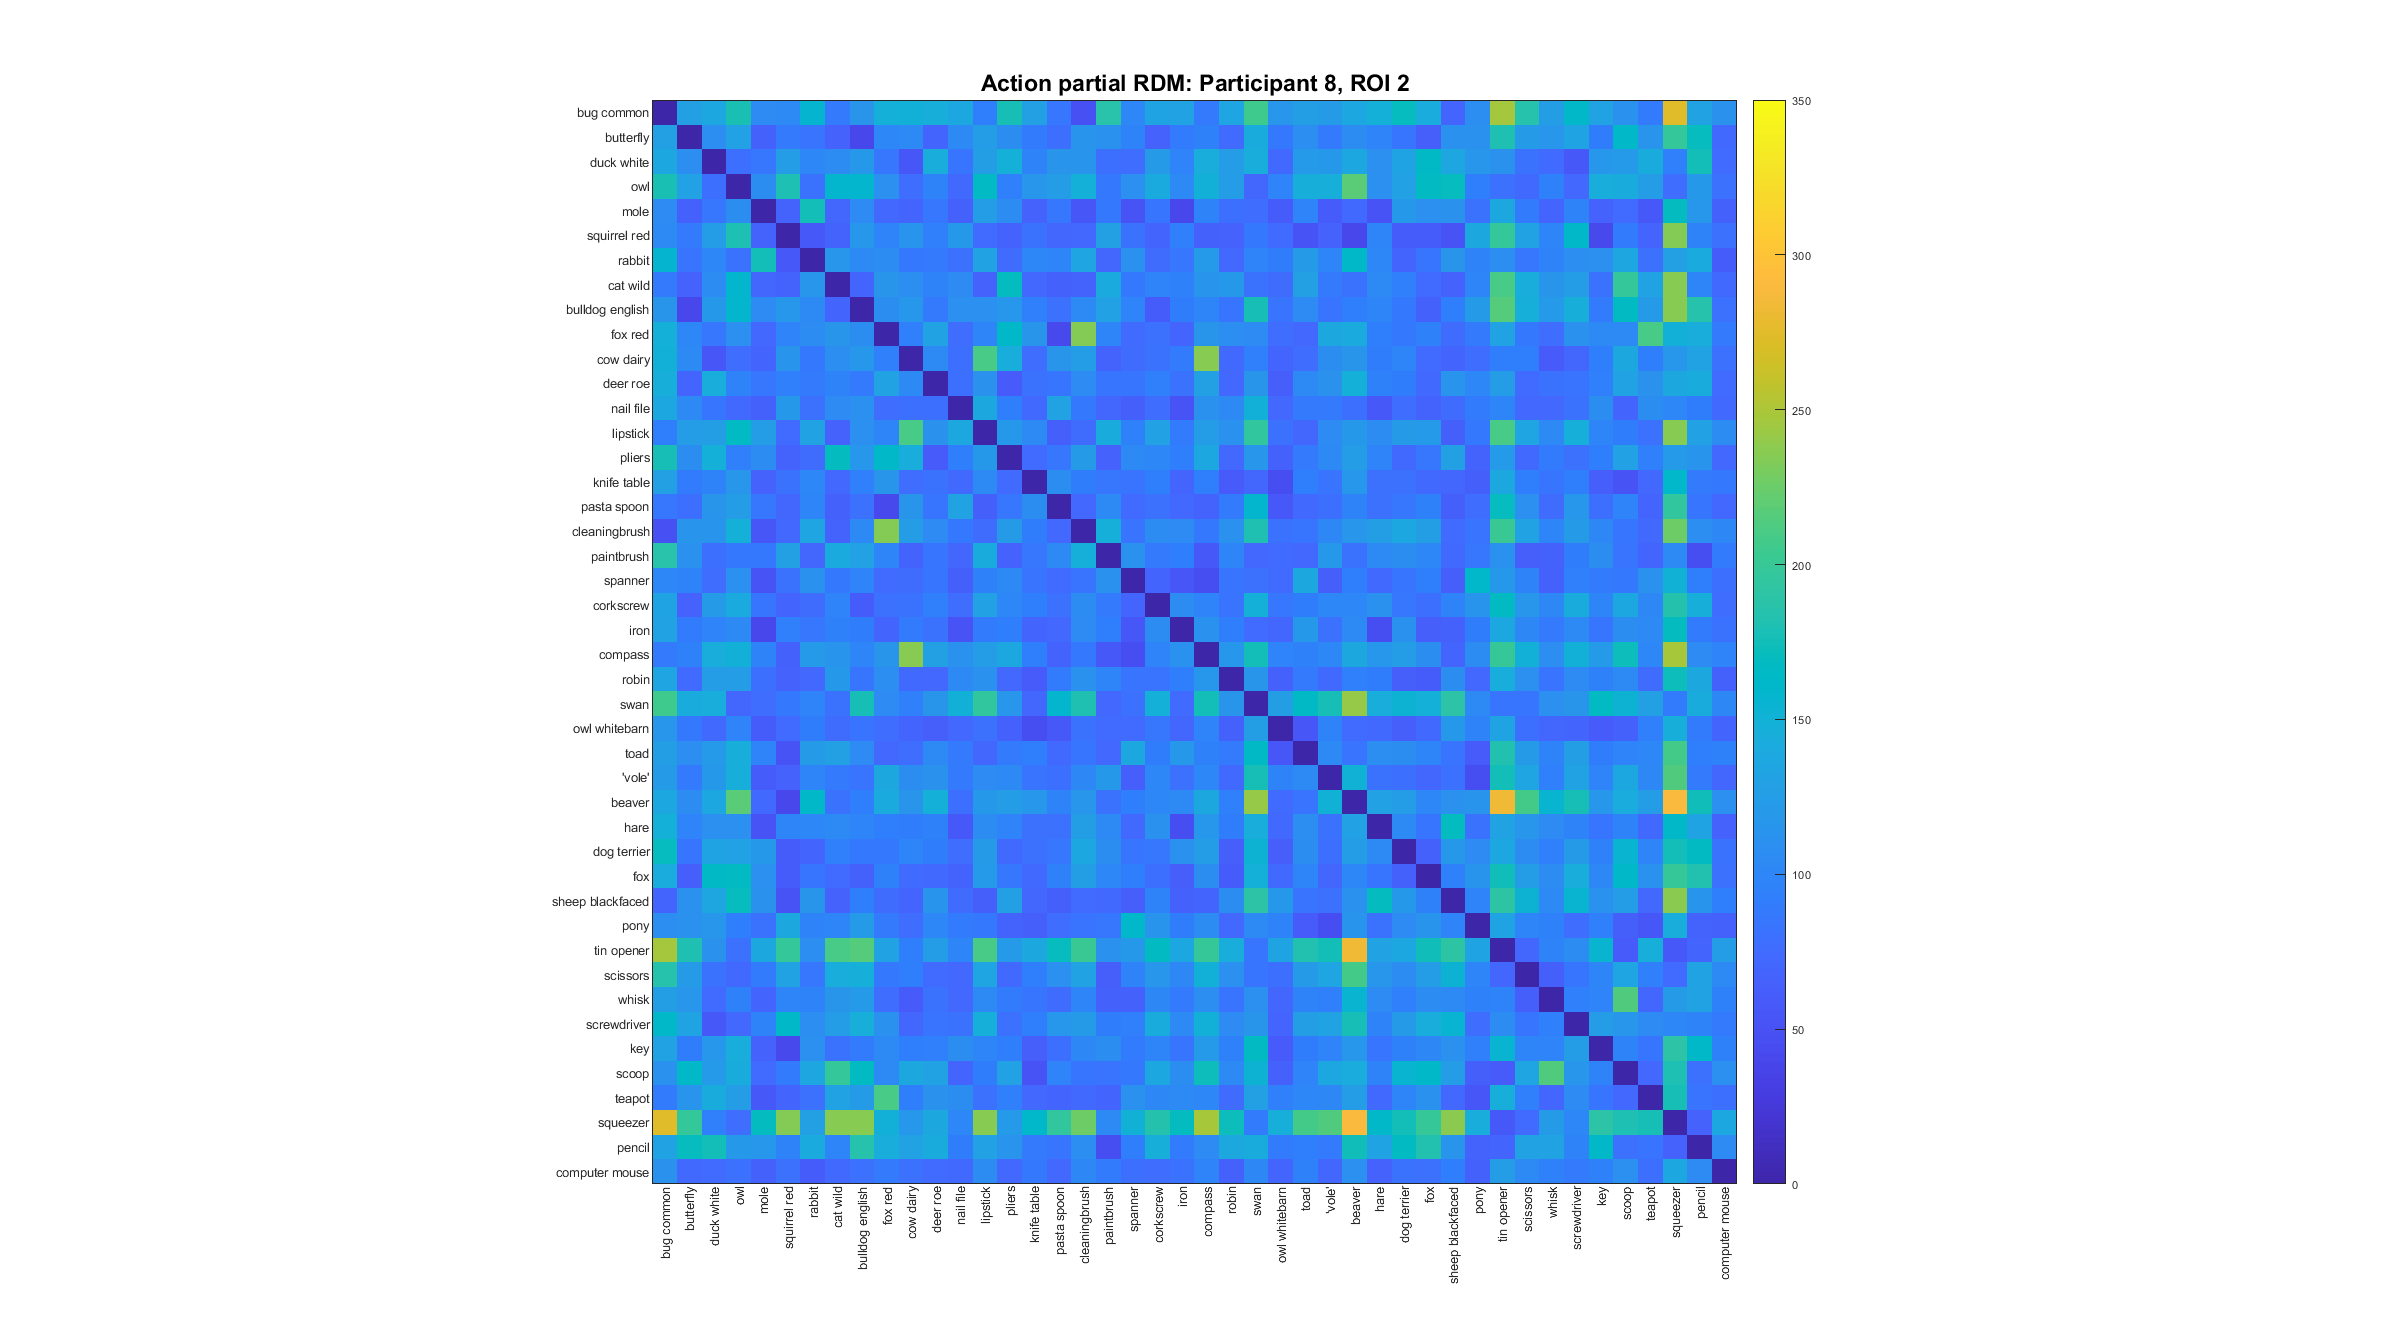 Action partial RDM: Participant 8, ROI 2
bug common
butterfly
duck white
owl
mole
squirrel red
rabbit
cat wild
bulldog english
fox red
cow dairy
deer roe
nail file
lipstick
pliers
knife table
pasta spoon
cleaningbrush
paintbrush
spanner
corkscrew
iron
compass
robin
swan
owl whitebarn
toad
'vole'
beaver
hare
dog terrier
fox
sheep blackfaced
pony
tin opener
scissors
whisk
screwdriver
key
scoop
teapot
squeezer
pencil
computer mouse
bug common
butterfly
duck white
owl
mole
squirrel red
rabbit
cat wild
bulldog english
fox red
cow dairy
deer roe
nail file
lipstick
pliers
knife table
pasta spoon
cleaningbrush
paintbrush
spanner
corkscrew
iron
compass
robin
swan
owl whitebarn
toad
'vole'
beaver
hare
dog terrier
fox
sheep blackfaced
pony
tin opener
scissors
whisk
screwdriver
key
scoop
teapot
squeezer
pencil
computer mouse
350
300
250
200
150
100
50
0